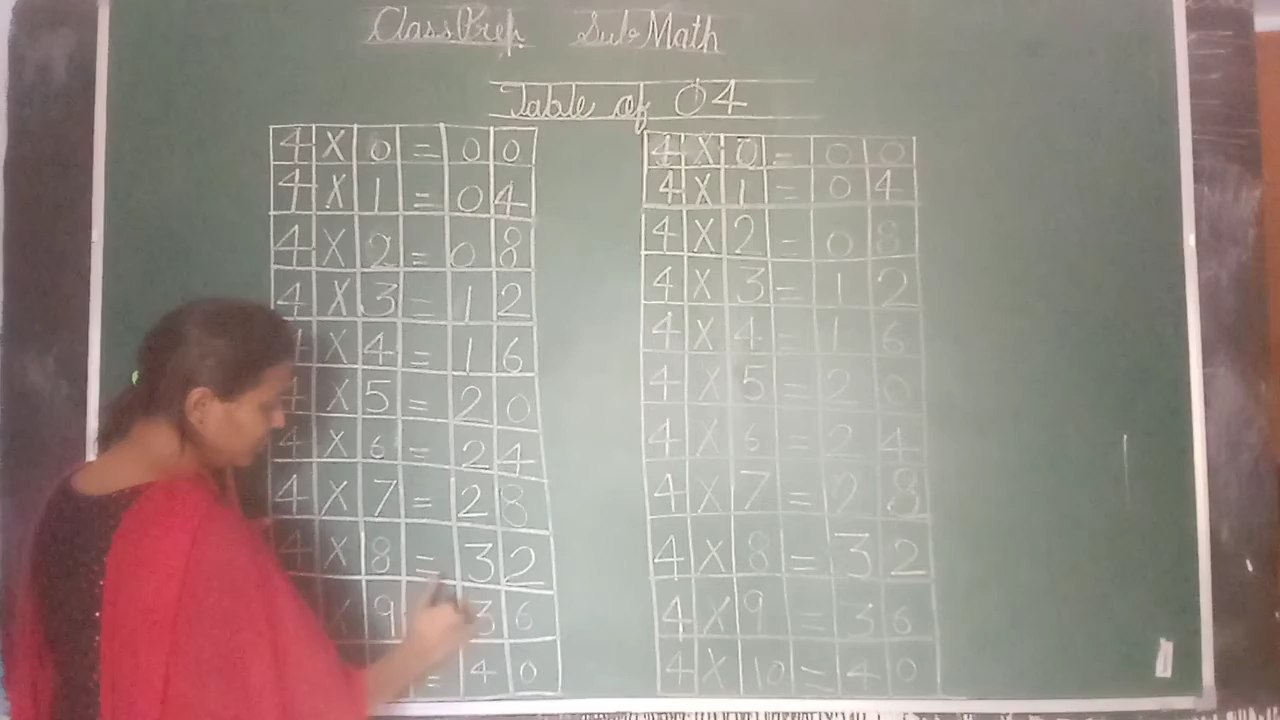 Class Prep Sub Math
Table of 04
4 X 0 = 0 0
4 X 1 = 0 4
4 X 2 = 0 8
4 X 3 = 1 2
4 X 4 = 1 6
4 X 5 = 2 0
4 X 6 = 2 4
4 X 7 = 2 8
4 X 8 = 3 2
X 9 3 6
= 4 0
4 X 0 = 0 0
4 X 1 = 0 4
4 X 2 = 0 8
4 X 3 = 1 2
4 X 4 = 1 6
4 X 5 = 2 0
4 X 6 = 2 4
4 X 7 = 2 8
4 X 8 = 3 2
4 X 9 = 3 6
4 X 10 = 4 0